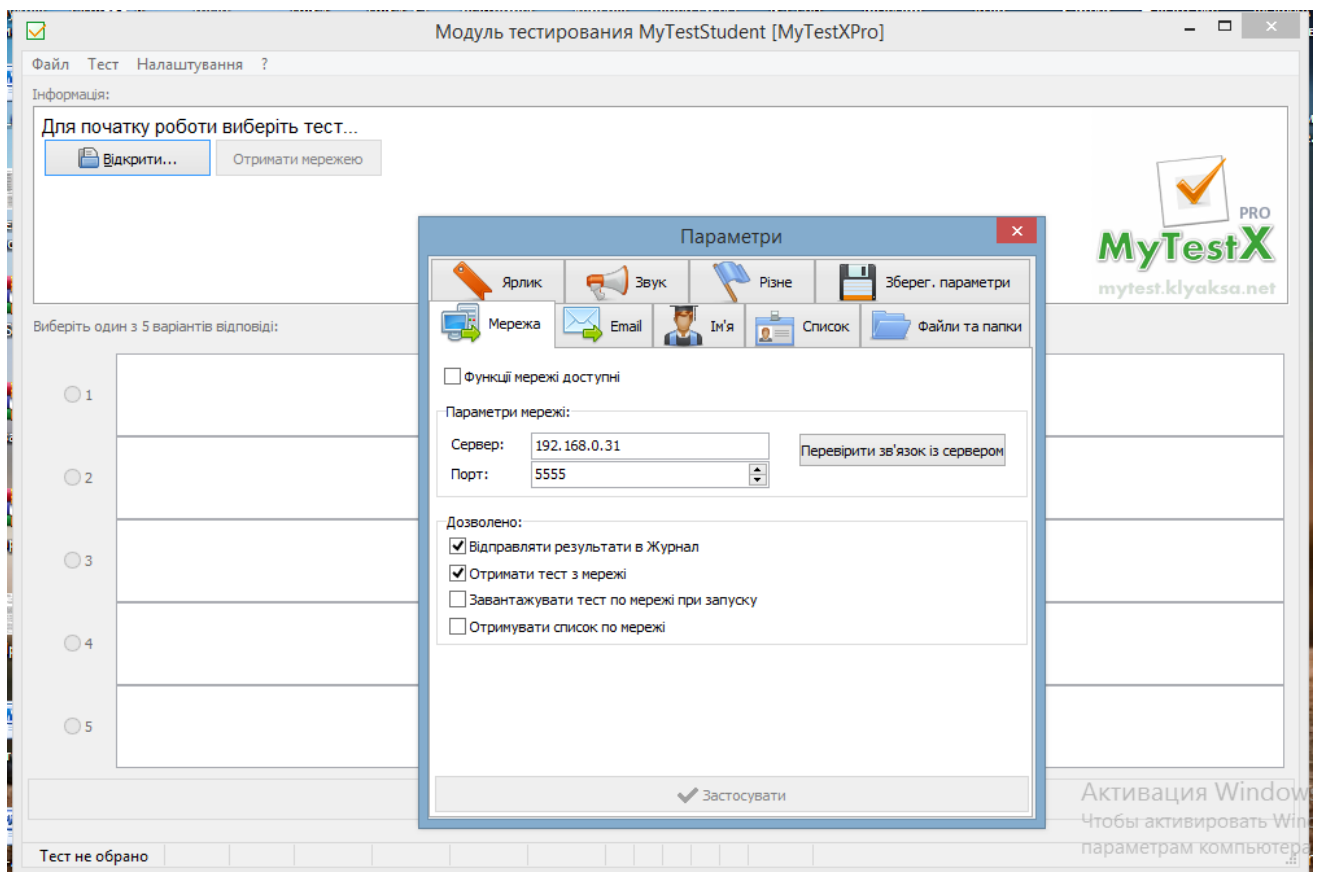 Модуль тестирования MyTestStudent [MyTestXPro]
Файл Тест Налаштування ?
Інформація:
Для початку роботи виберіть тест...
Відкрити... Отримати мережею
PRO
MyTestX
mytest.klyaksa.net
Виберіть один з 5 варіантів відповіді:
1
2
3
4
5
Параметри
Ярлик Звук Різне Зберег. параметри
Мережа Email Ім'я Список Файли та папки
Функції мережі доступні
Параметри мережі:
Сервер: 192.168.0.31 Перевірити зв'язок із сервером
Порт: 5555
Дозволено:
Відправляти результати в Журнал
Отримати тест з мережі
Завантажувати тест по мережі при запуску
Отримувати список по мережі
Застосувати
Активация Window
Чтобы активировать Win
параметрам компьютера
Тест не обрано